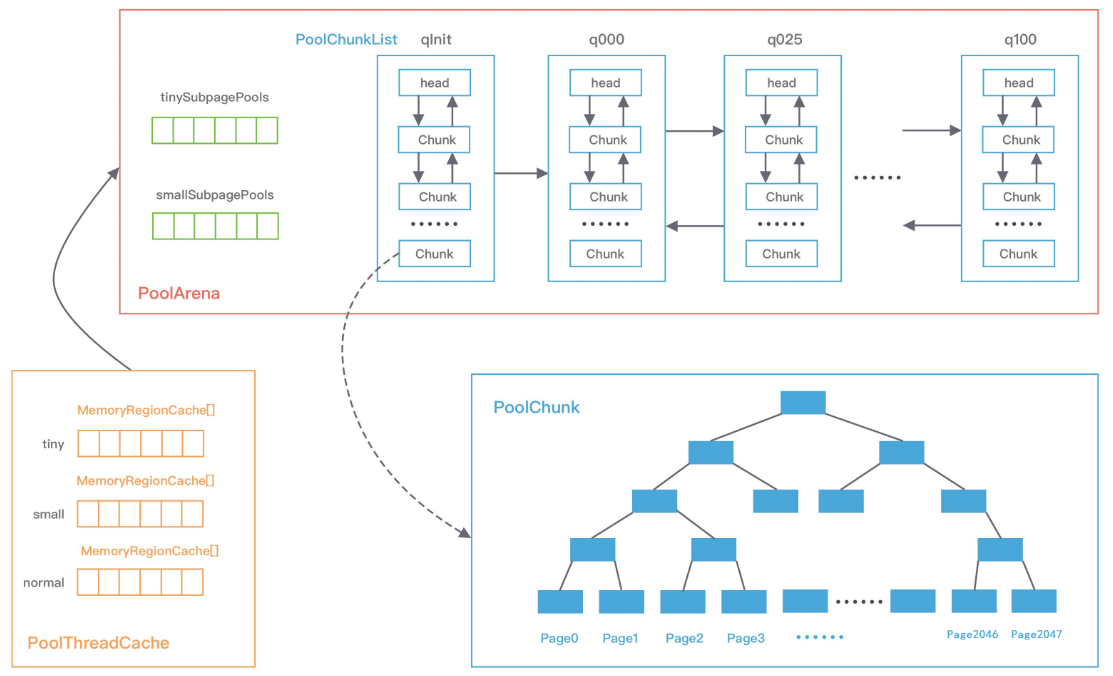 PoolChunkList qInit q000 q025 q100
head head head head
tinySubpagePools
Chunk Chunk Chunk Chunk
smallSubpagePools
Chunk Chunk Chunk Chunk
Chunk Chunk Chunk Chunk
PoolArena
MemoryRegionCache[]
tiny
MemoryRegionCache[]
small
MemoryRegionCache[]
normal
PoolThreadCache
PoolChunk
Page0 Page1 Page2 Page3 Page2046 Page2047